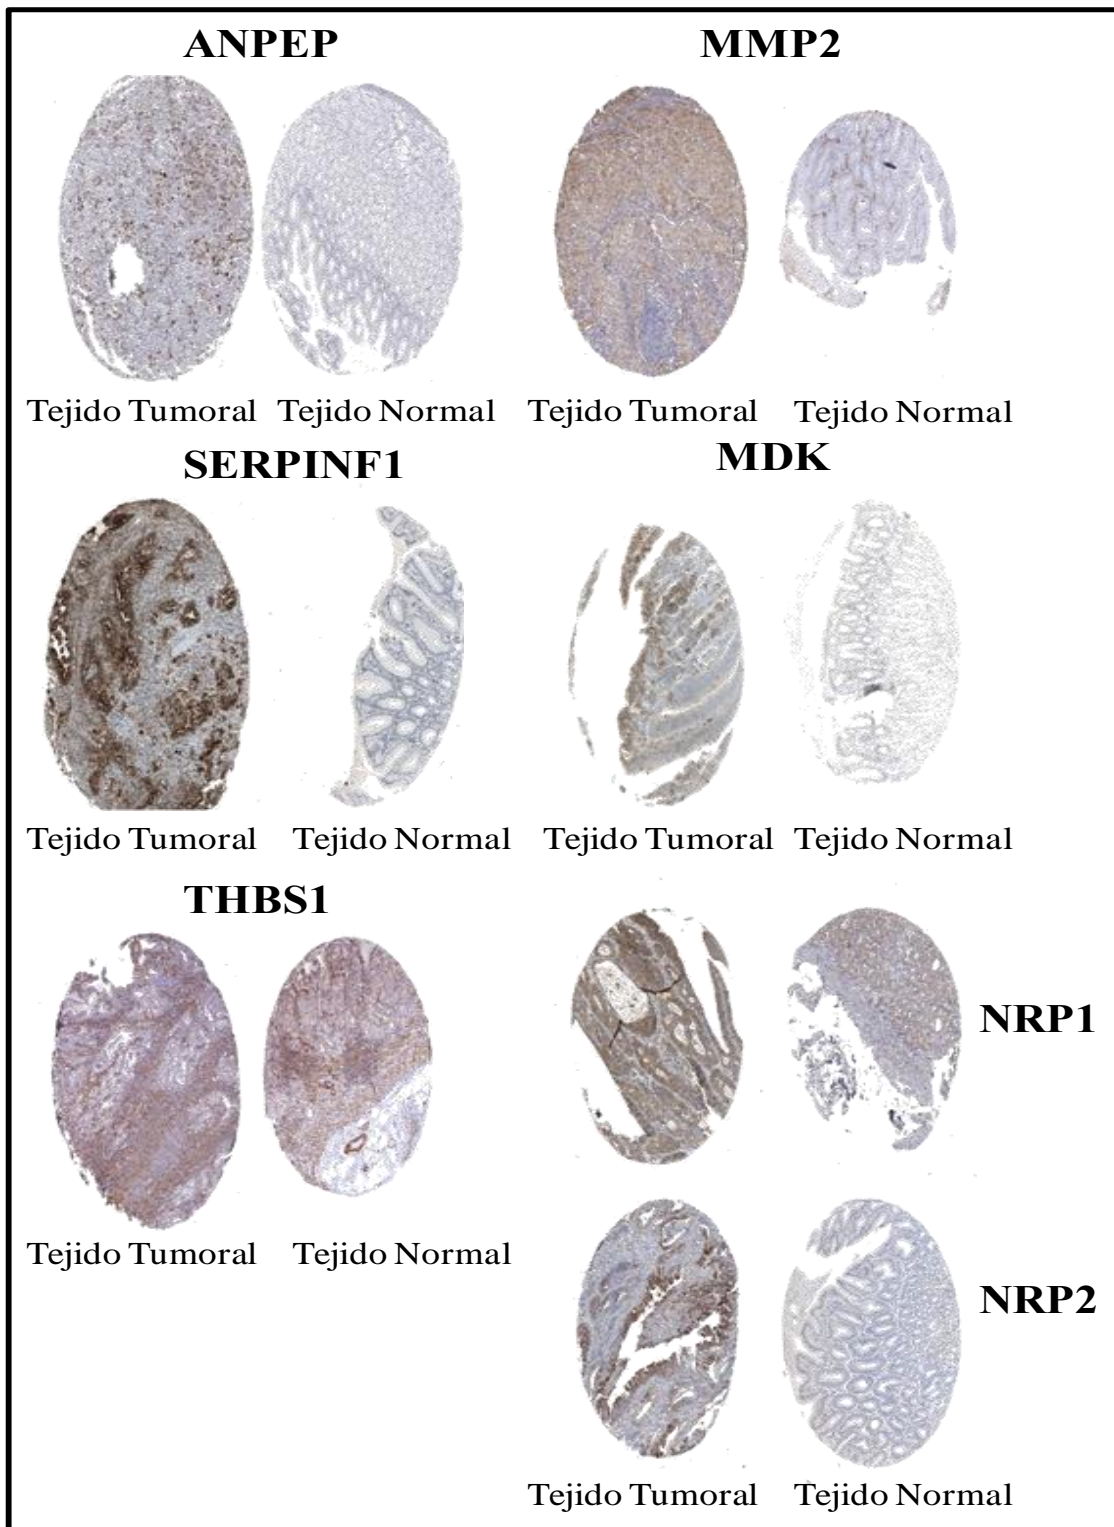 ANPEP MMP2
Tejido Tumoral Tejido Normal Tejido Tumoral Tejido Normal
SERPINF1 MDK
Tejido Tumoral Tejido Normal Tejido Tumoral Tejido Normal
THBS1
NRP1
Tejido Tumoral Tejido Normal
NRP2
Tejido Tumoral Tejido Normal